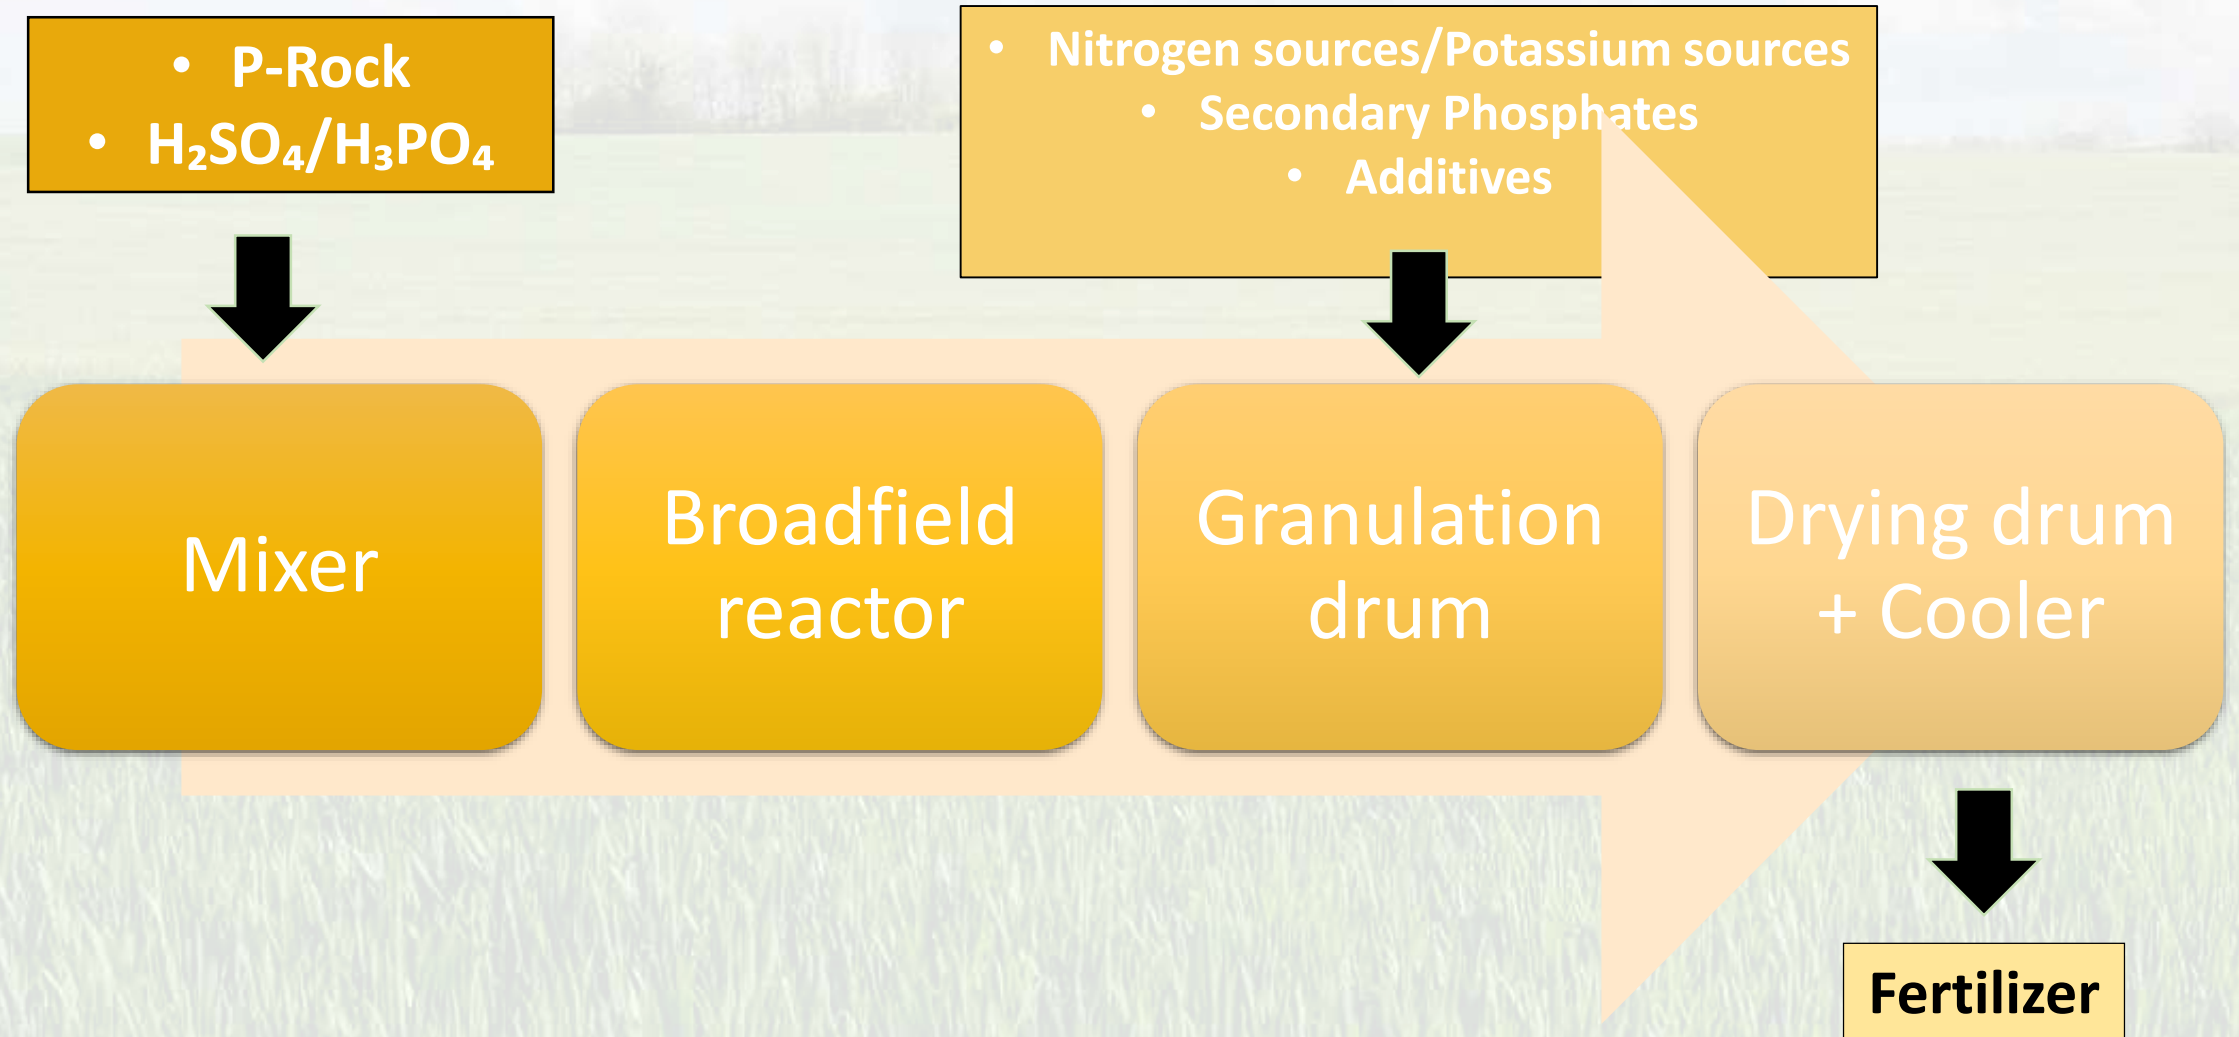 • P-Rock
• H₂SO₄/H₃PO₄
• Nitrogen sources/Potassium sources
• Secondary Phosphates
• Additives
Mixer
Broadfield
reactor
Granulation
drum
Drying drum
+ Cooler
Fertilizer